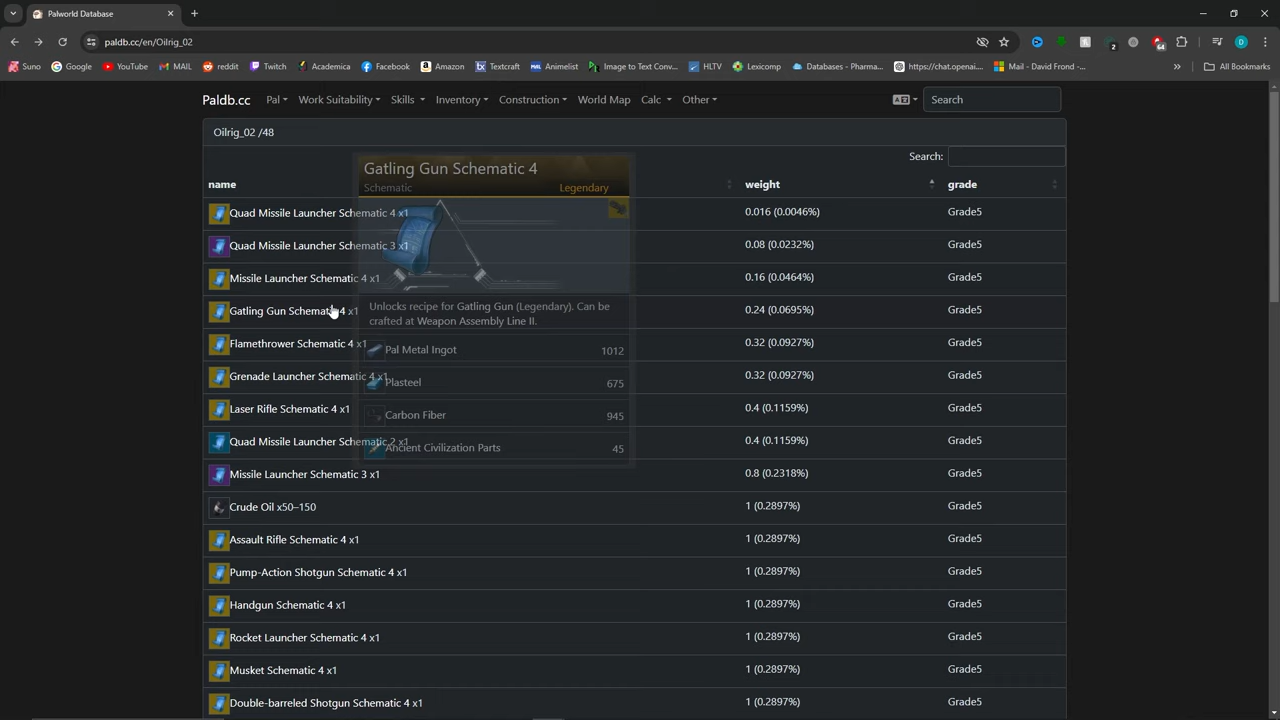 Palworld Database
paldb.cc/en/Oilrig_02
Suno Google YouTube MAIL reddit Twitch Academica Facebook Amazon Textcraft Animelist Image to Text Conv... HLTV Lexicomp Databases - Pharma... https://chat.openai.... Mail - David Frond -... » All Bookmarks
Paldb.cc Pal Work Suitability Skills Inventory Construction World Map Calc Other Search
Oilrig_02 /48
Search:
name weight grade
Quad Missile Launcher Schematic 4 x1 0.016 (0.0046%) Grade5
Quad Missile Launcher Schematic 3 x1 0.08 (0.0232%) Grade5
Missile Launcher Schematic 4 x1 0.16 (0.0464%) Grade5
Gatling Gun Schematic 4 x1 0.24 (0.0695%) Grade5
Flamethrower Schematic 4 x1 0.32 (0.0927%) Grade5
Grenade Launcher Schematic 4 x1 0.32 (0.0927%) Grade5
Laser Rifle Schematic 4 x1 0.4 (0.1159%) Grade5
Quad Missile Launcher Schematic 2 x1 0.4 (0.1159%) Grade5
Missile Launcher Schematic 3 x1 0.8 (0.2318%) Grade5
Crude Oil x50–150 1 (0.2897%) Grade5
Assault Rifle Schematic 4 x1 1 (0.2897%) Grade5
Pump-Action Shotgun Schematic 4 x1 1 (0.2897%) Grade5
Handgun Schematic 4 x1 1 (0.2897%) Grade5
Rocket Launcher Schematic 4 x1 1 (0.2897%) Grade5
Musket Schematic 4 x1 1 (0.2897%) Grade5
Double-barreled Shotgun Schematic 4 x1 1 (0.2897%) Grade5
Gatling Gun Schematic 4
Schematic Legendary
Unlocks recipe for Gatling Gun (Legendary). Can be
crafted at Weapon Assembly Line II.
Pal Metal Ingot 1012
Plasteel 675
Carbon Fiber 945
Ancient Civilization Parts 45